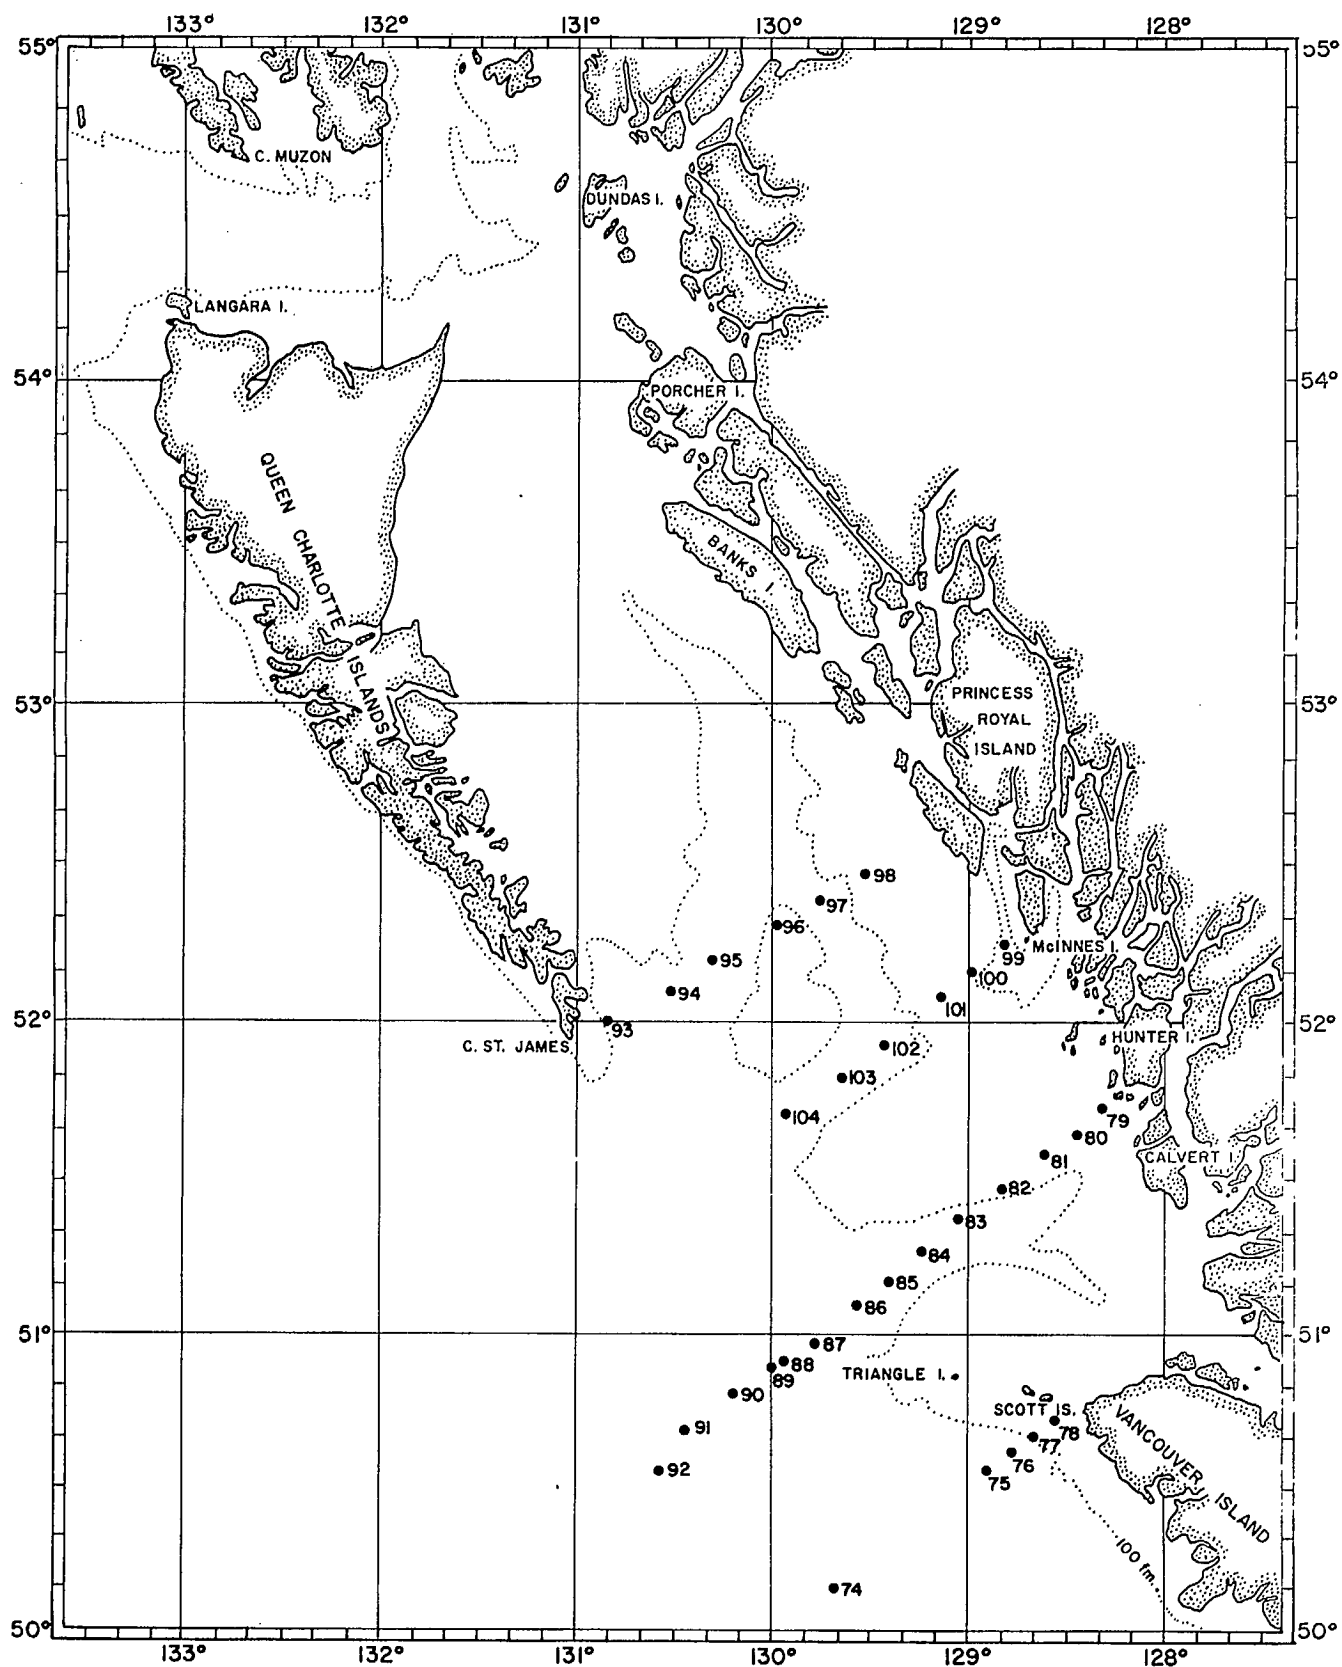 133° 132° 131° 130° 129° 128°
55° 55°
C. MUZON
DUNDAS I.
LANGARA I.
54° 54°
PORCHER I.
QUEEN CHARLOTTE ISLANDS
BANKS I
53° 53°
PRINCESS
ROYAL
ISLAND
98
97
96
McINNES I.
99
95
100
94
101
93
52° 52°
HUNTER I.
C. ST. JAMES
102
103
104
79
80
81
CALVERT I.
82
83
84
85
86
51° 51°
87
88
TRIANGLE I.
89
90
SCOTT IS.
78
91
77
VANCOUVER ISLAND
76
92
75
100 fm.
74
50° 50°
133° 132° 131° 130° 129° 128°